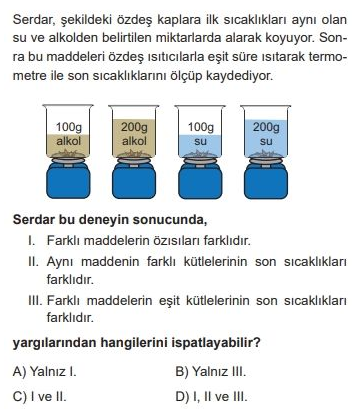 Serdar, şekildeki özdeş kaplara ilk sıcaklıkları aynı olan
su ve alkolden belirtilen miktarlarda alarak koyuyor. Son-
ra bu maddeleri özdeş ısıtıcılarla eşit süre ısıtarak termo-
metre ile son sıcaklıklarını ölçüp kaydediyor.
100g 200g 100g 200g
alkol alkol su su
Serdar bu deneyin sonucunda,
I. Farklı maddelerin özısıları farklıdır.
II. Aynı maddenin farklı kütlelerinin son sıcaklıkları
farklıdır.
III. Farklı maddelerin eşit kütlelerinin son sıcaklıkları
farklıdır.
yargılarından hangilerini ispatlayabilir?
A) Yalnız I. B) Yalnız III.
C) I ve II. D) I, II ve III.